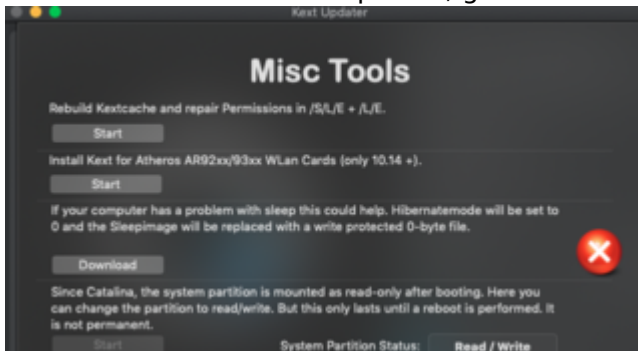 Kext Updater
Misc Tools
Rebuild Kextcache and repair Permissions in /S/L/E + /L/E.
Start
Install Kext for Atheros AR92xx/93xx WLan Cards (only 10.14 +).
Start
If your computer has a problem with sleep this could help. Hibernatemode will be set to
0 and the Sleepimage will be replaced with a write protected 0-byte file.
Download
Since Catalina, the system partition is mounted as read-only after booting. Here you
can change the partition to read/write. But this only lasts until a reboot is performed. It
is not permanent.
Start
System Partition Status: Read / Write